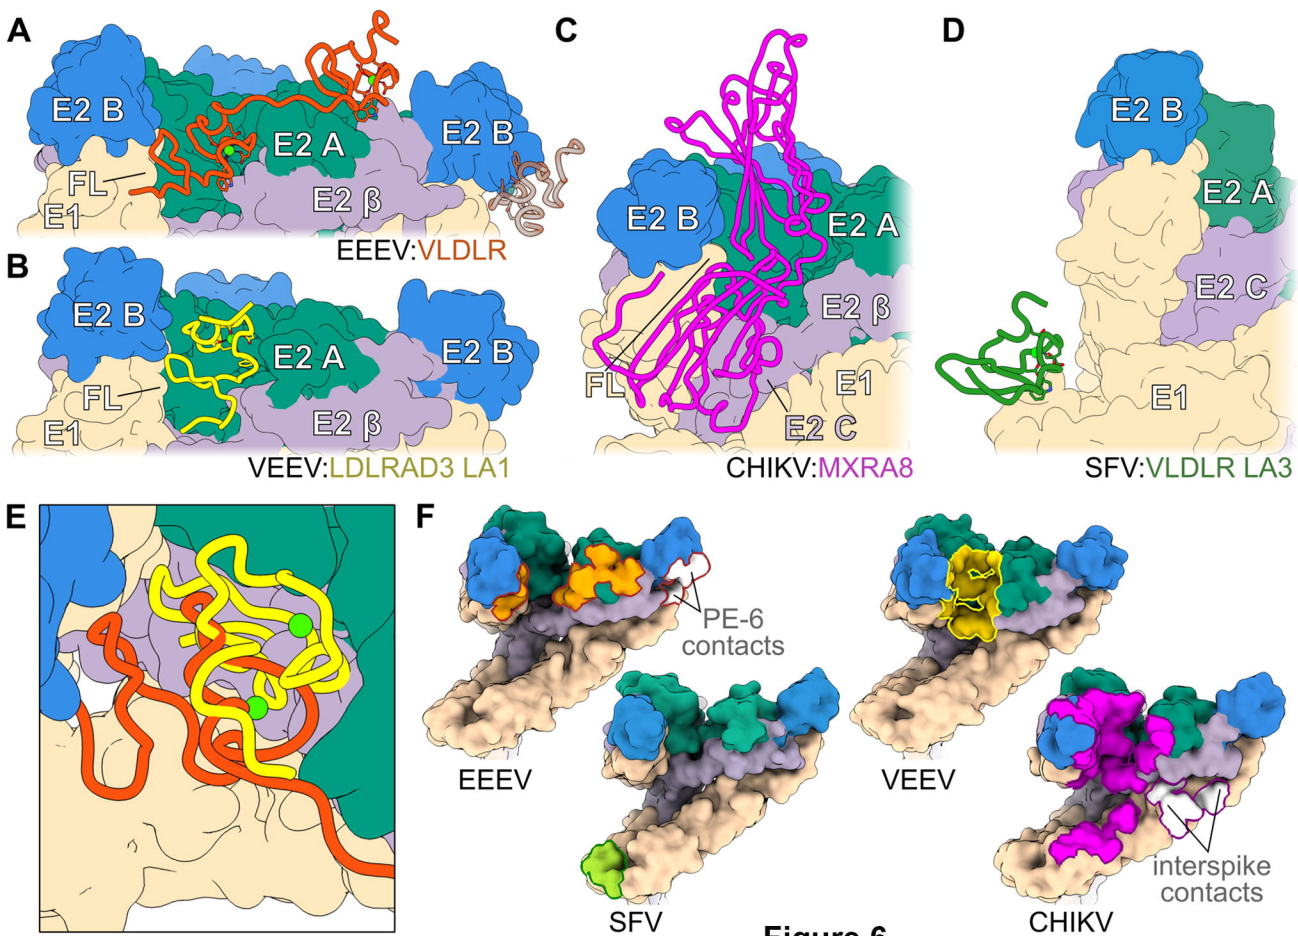 A
E2 B
E2 A
E2 B
FL
E1
E2 β
EEEV:VLDLR
B
E2 B
E2 A
E2 B
FL
E1
E2 β
VEEV:LDLRAD3 LA1
C
E2 B
E2 A
E2 β
FL
E1
E2 C
CHIKV:MXRA8
D
E2 B
E2 A
E2 C
E1
SFV:VLDLR LA3
E
F
PE-6
contacts
EEEV
VEEV
SFV
interspike
contacts
CHIKV
Figure 6